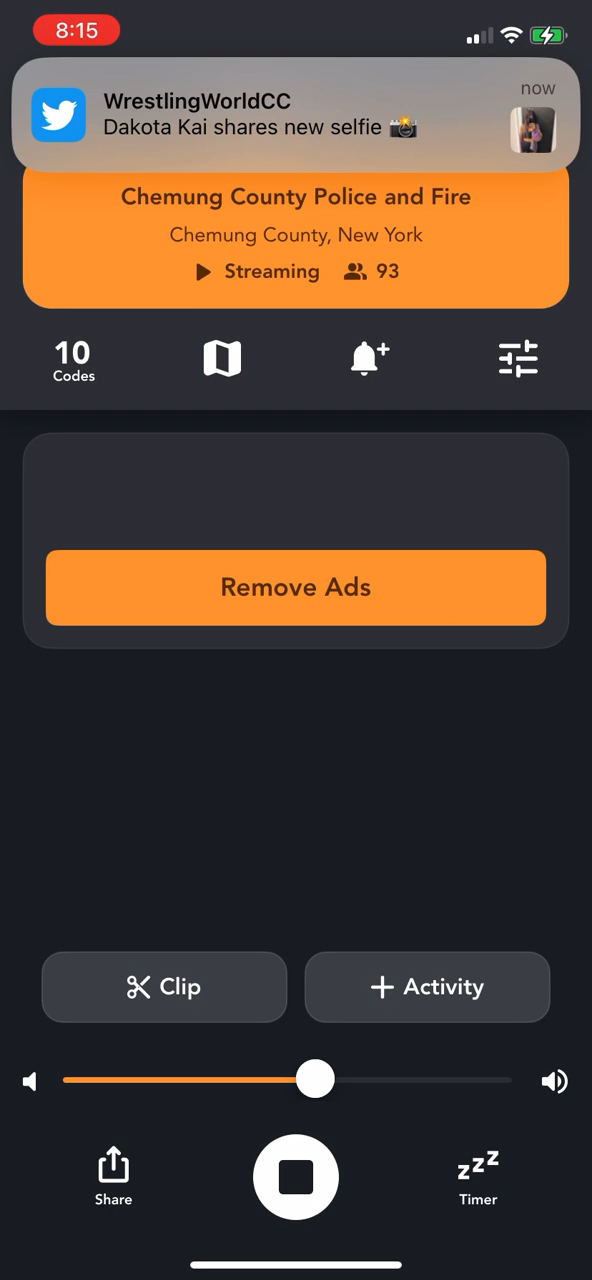 8:15
WrestlingWorldCC
now
Dakota Kai shares new selfie 📸
Chemung County Police and Fire
Chemung County, New York
Streaming 93
10
Codes
Remove Ads
Clip
Activity
zzz
Share
Timer